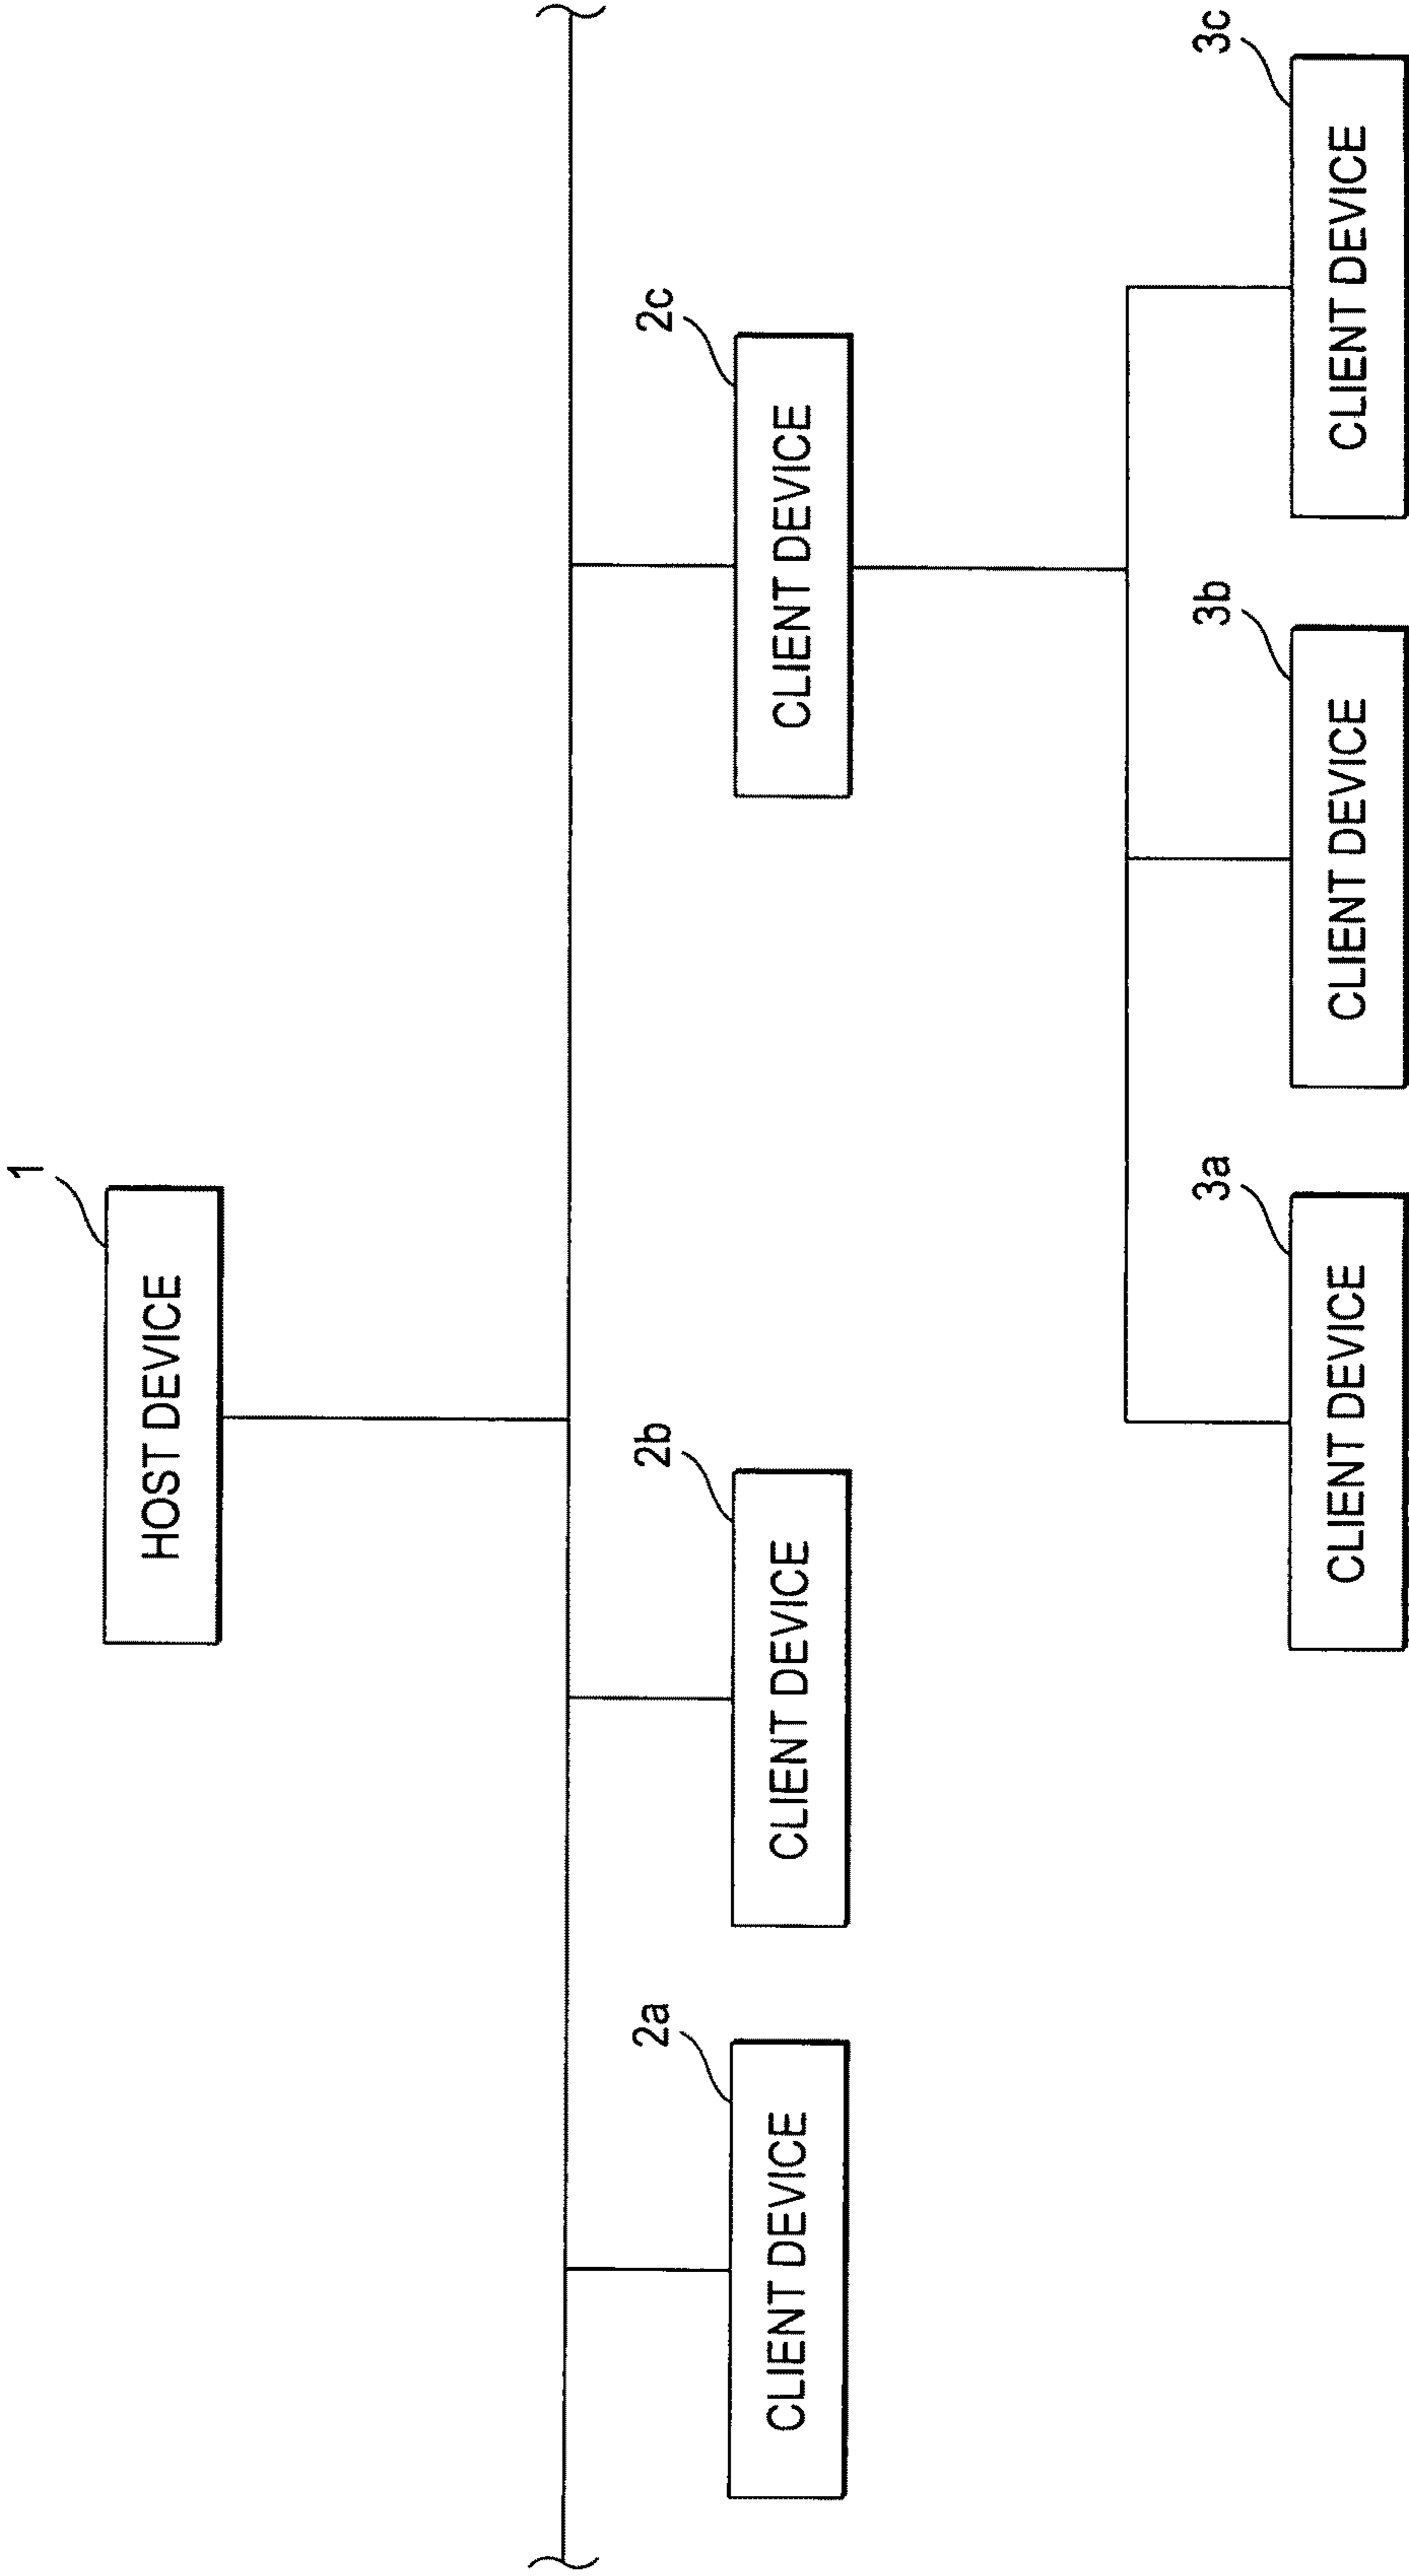 1
HOST DEVICE
2a
CLIENT DEVICE
2b
CLIENT DEVICE
2c
CLIENT DEVICE
3a
CLIENT DEVICE
3b
CLIENT DEVICE
3c
CLIENT DEVICE